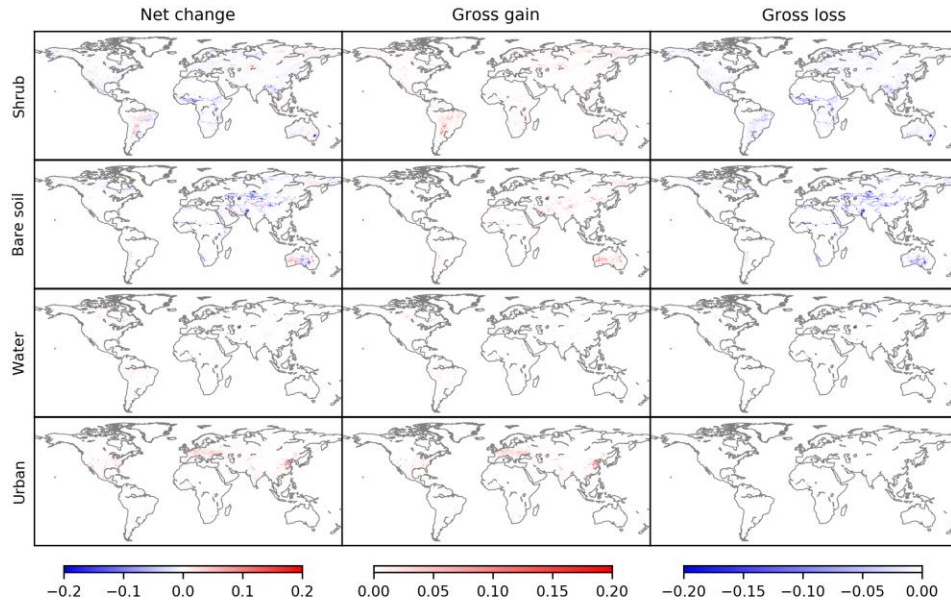 Net change Gross gain Gross loss
Shrub
Bare soil
Water
Urban
−0.2 −0.1 0.0 0.1 0.2 0.00 0.05 0.10 0.15 0.20 −0.20 −0.15 −0.10 −0.05 0.00